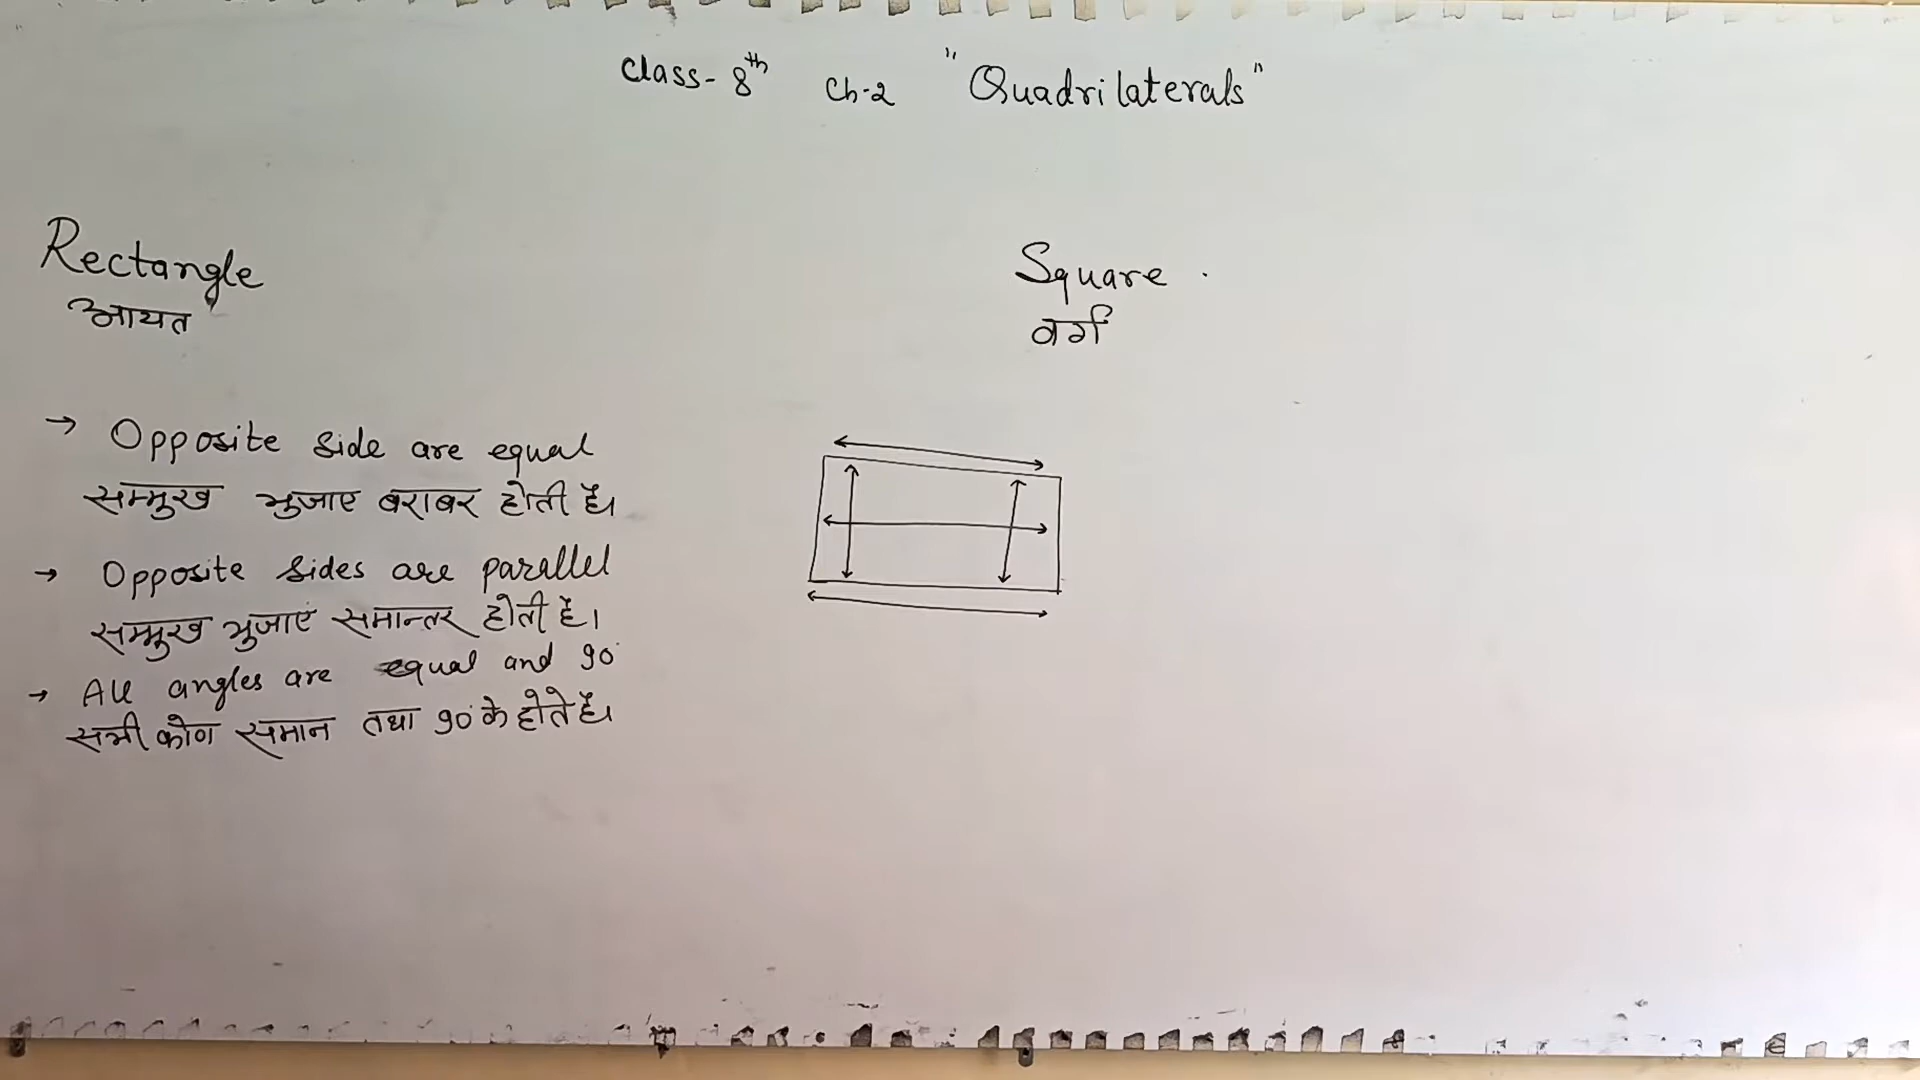 Class-8th Ch-2 "Quadrilaterals"
Rectangle
आयत
Square
वर्ग
→ Opposite side are equal
सम्मुख भुजाए बराबर होती हैं।
→ Opposite sides are parallel
सम्मुख भुजाएं समान्तर होती हैं।
→ All angles are equal and 90°
सभी कोण समान तथा 90° के होते हैं।